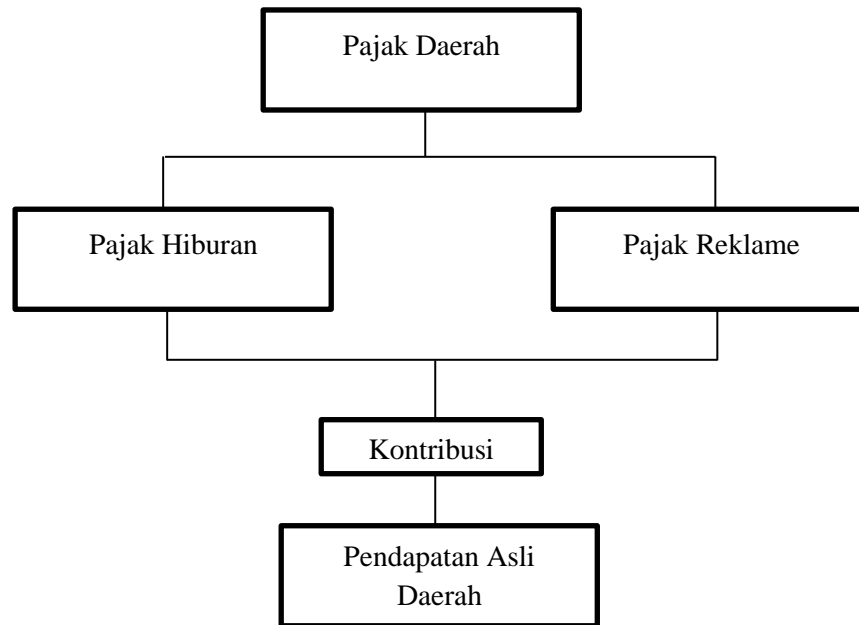 Pajak Daerah
Pajak Hiburan
Pajak Reklame
Kontribusi
Pendapatan Asli
Daerah